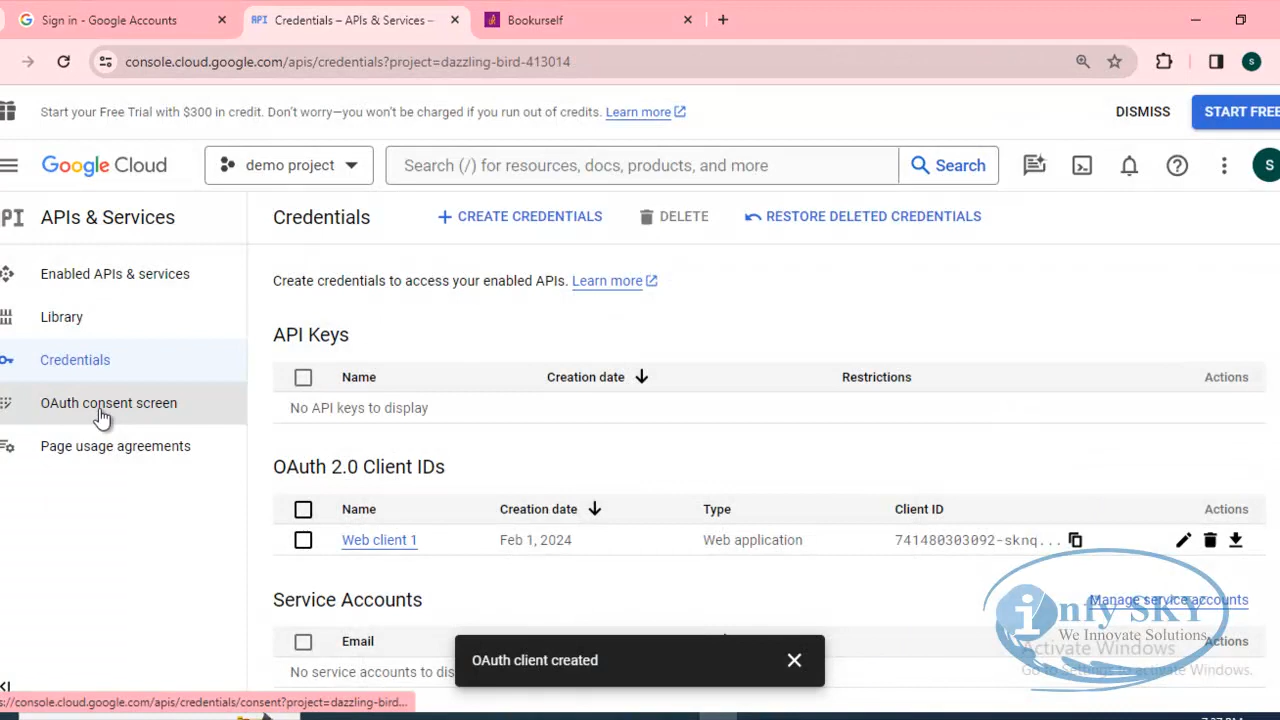 Sign in - Google Accounts
Credentials – APIs & Services –
Bookurself
console.cloud.google.com/apis/credentials?project=dazzling-bird-413014
S
Start your Free Trial with $300 in credit. Don't worry—you won't be charged if you run out of credits. Learn more
DISMISS
START FREE
Google Cloud
demo project
Search (/) for resources, docs, products, and more
Search
S
API
APIs & Services
Credentials
CREATE CREDENTIALS
DELETE
RESTORE DELETED CREDENTIALS
Enabled APIs & services
Library
Credentials
OAuth consent screen
Page usage agreements
Create credentials to access your enabled APIs. Learn more
API Keys
Name Creation date Restrictions Actions
No API keys to display
OAuth 2.0 Client IDs
Name Creation date Type Client ID Actions
Web client 1 Feb 1, 2024 Web application 741480303092-sknq...
Service Accounts
Manage service accounts
Email Actions
No service accounts to dis
OAuth client created
infy SKY
We Innovate Solutions
Activate Windows
Go to Settings to activate Windows.
s://console.cloud.google.com/apis/credentials/consent?project=dazzling-bird...